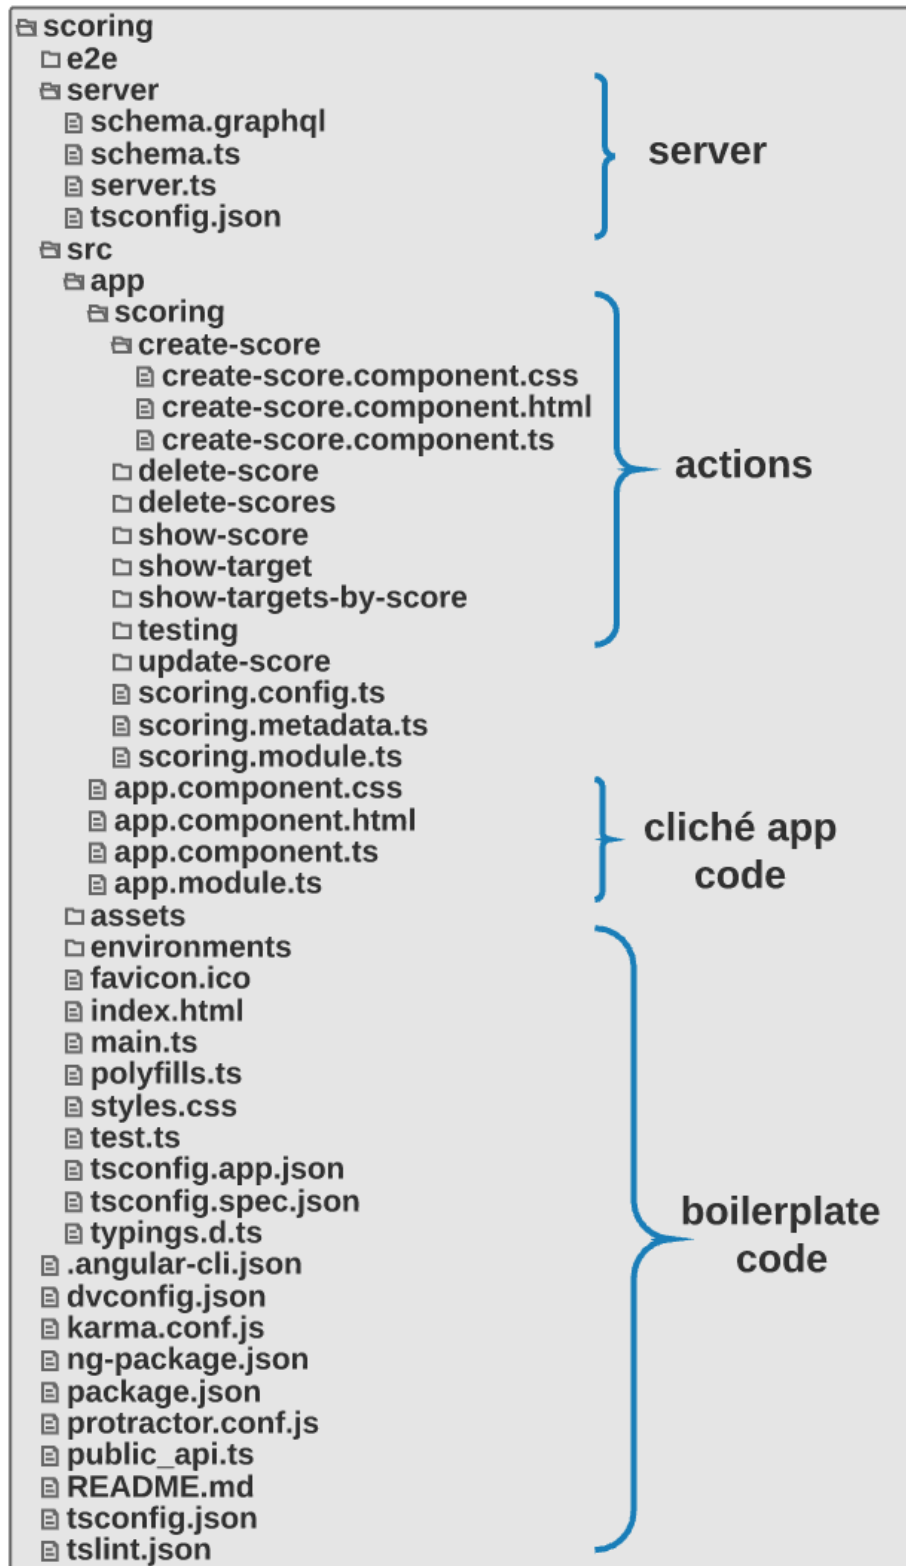 scoring
e2e
server
schema.graphql
schema.ts
server.ts
tsconfig.json
server
src
app
scoring
create-score
create-score.component.css
create-score.component.html
create-score.component.ts
delete-score
delete-scores
show-score
show-target
show-targets-by-score
testing
actions
update-score
scoring.config.ts
scoring.metadata.ts
scoring.module.ts
app.component.css
app.component.html
app.component.ts
app.module.ts
cliché app
code
assets
environments
favicon.ico
index.html
main.ts
polyfills.ts
styles.css
test.ts
tsconfig.app.json
tsconfig.spec.json
typings.d.ts
.angular-cli.json
dvconfig.json
karma.conf.js
ng-package.json
package.json
protractor.conf.js
public_api.ts
README.md
tsconfig.json
tslint.json
boilerplate
code